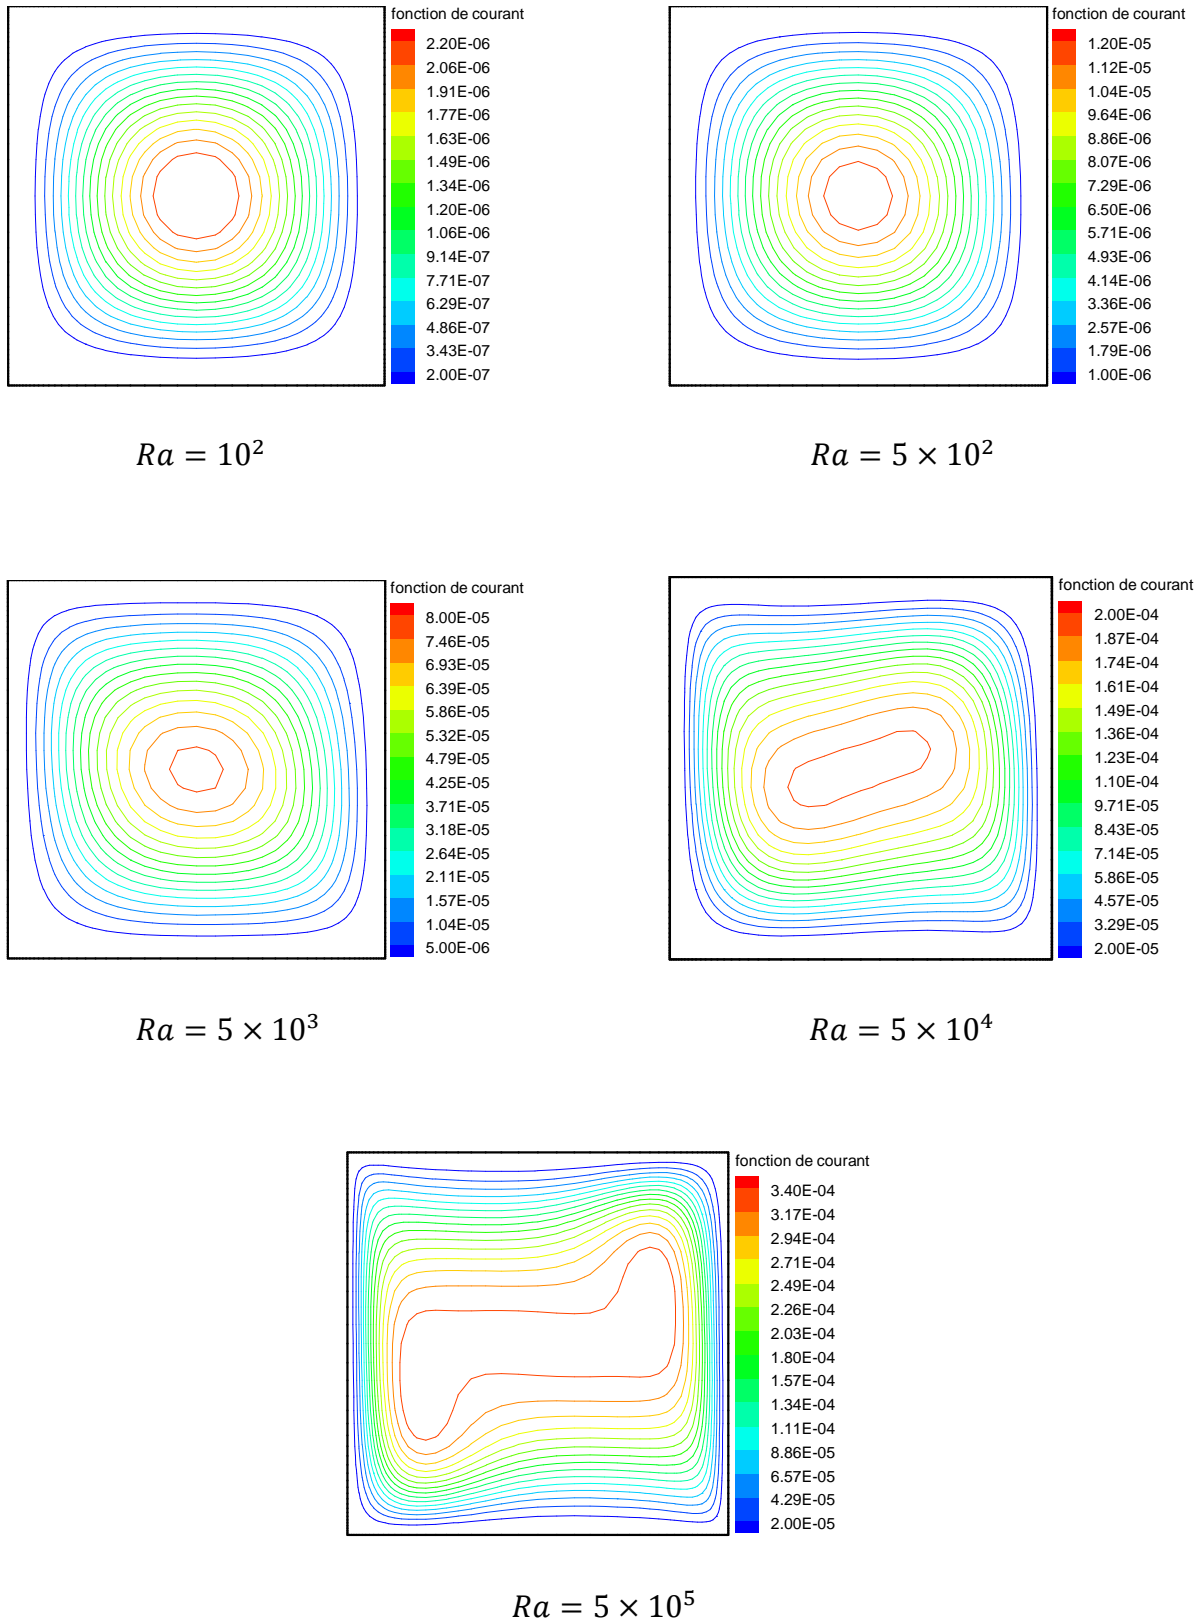 fonction de courant
2.20E-06
2.06E-06
1.91E-06
1.77E-06
1.63E-06
1.49E-06
1.34E-06
1.20E-06
1.06E-06
9.14E-07
7.71E-07
6.29E-07
4.86E-07
3.43E-07
2.00E-07
Ra = 10²
fonction de courant
1.20E-05
1.12E-05
1.04E-05
9.64E-06
8.86E-06
8.07E-06
7.29E-06
6.50E-06
5.71E-06
4.93E-06
4.14E-06
3.36E-06
2.57E-06
1.79E-06
1.00E-06
Ra = 5 × 10²
fonction de courant
8.00E-05
7.46E-05
6.93E-05
6.39E-05
5.86E-05
5.32E-05
4.79E-05
4.25E-05
3.71E-05
3.18E-05
2.64E-05
2.11E-05
1.57E-05
1.04E-05
5.00E-06
Ra = 5 × 10³
fonction de courant
2.00E-04
1.87E-04
1.74E-04
1.61E-04
1.49E-04
1.36E-04
1.23E-04
1.10E-04
9.71E-05
8.43E-05
7.14E-05
5.86E-05
4.57E-05
3.29E-05
2.00E-05
Ra = 5 × 10⁴
fonction de courant
3.40E-04
3.17E-04
2.94E-04
2.71E-04
2.49E-04
2.26E-04
2.03E-04
1.80E-04
1.57E-04
1.34E-04
1.11E-04
8.86E-05
6.57E-05
4.29E-05
2.00E-05
Ra = 5 × 10⁵